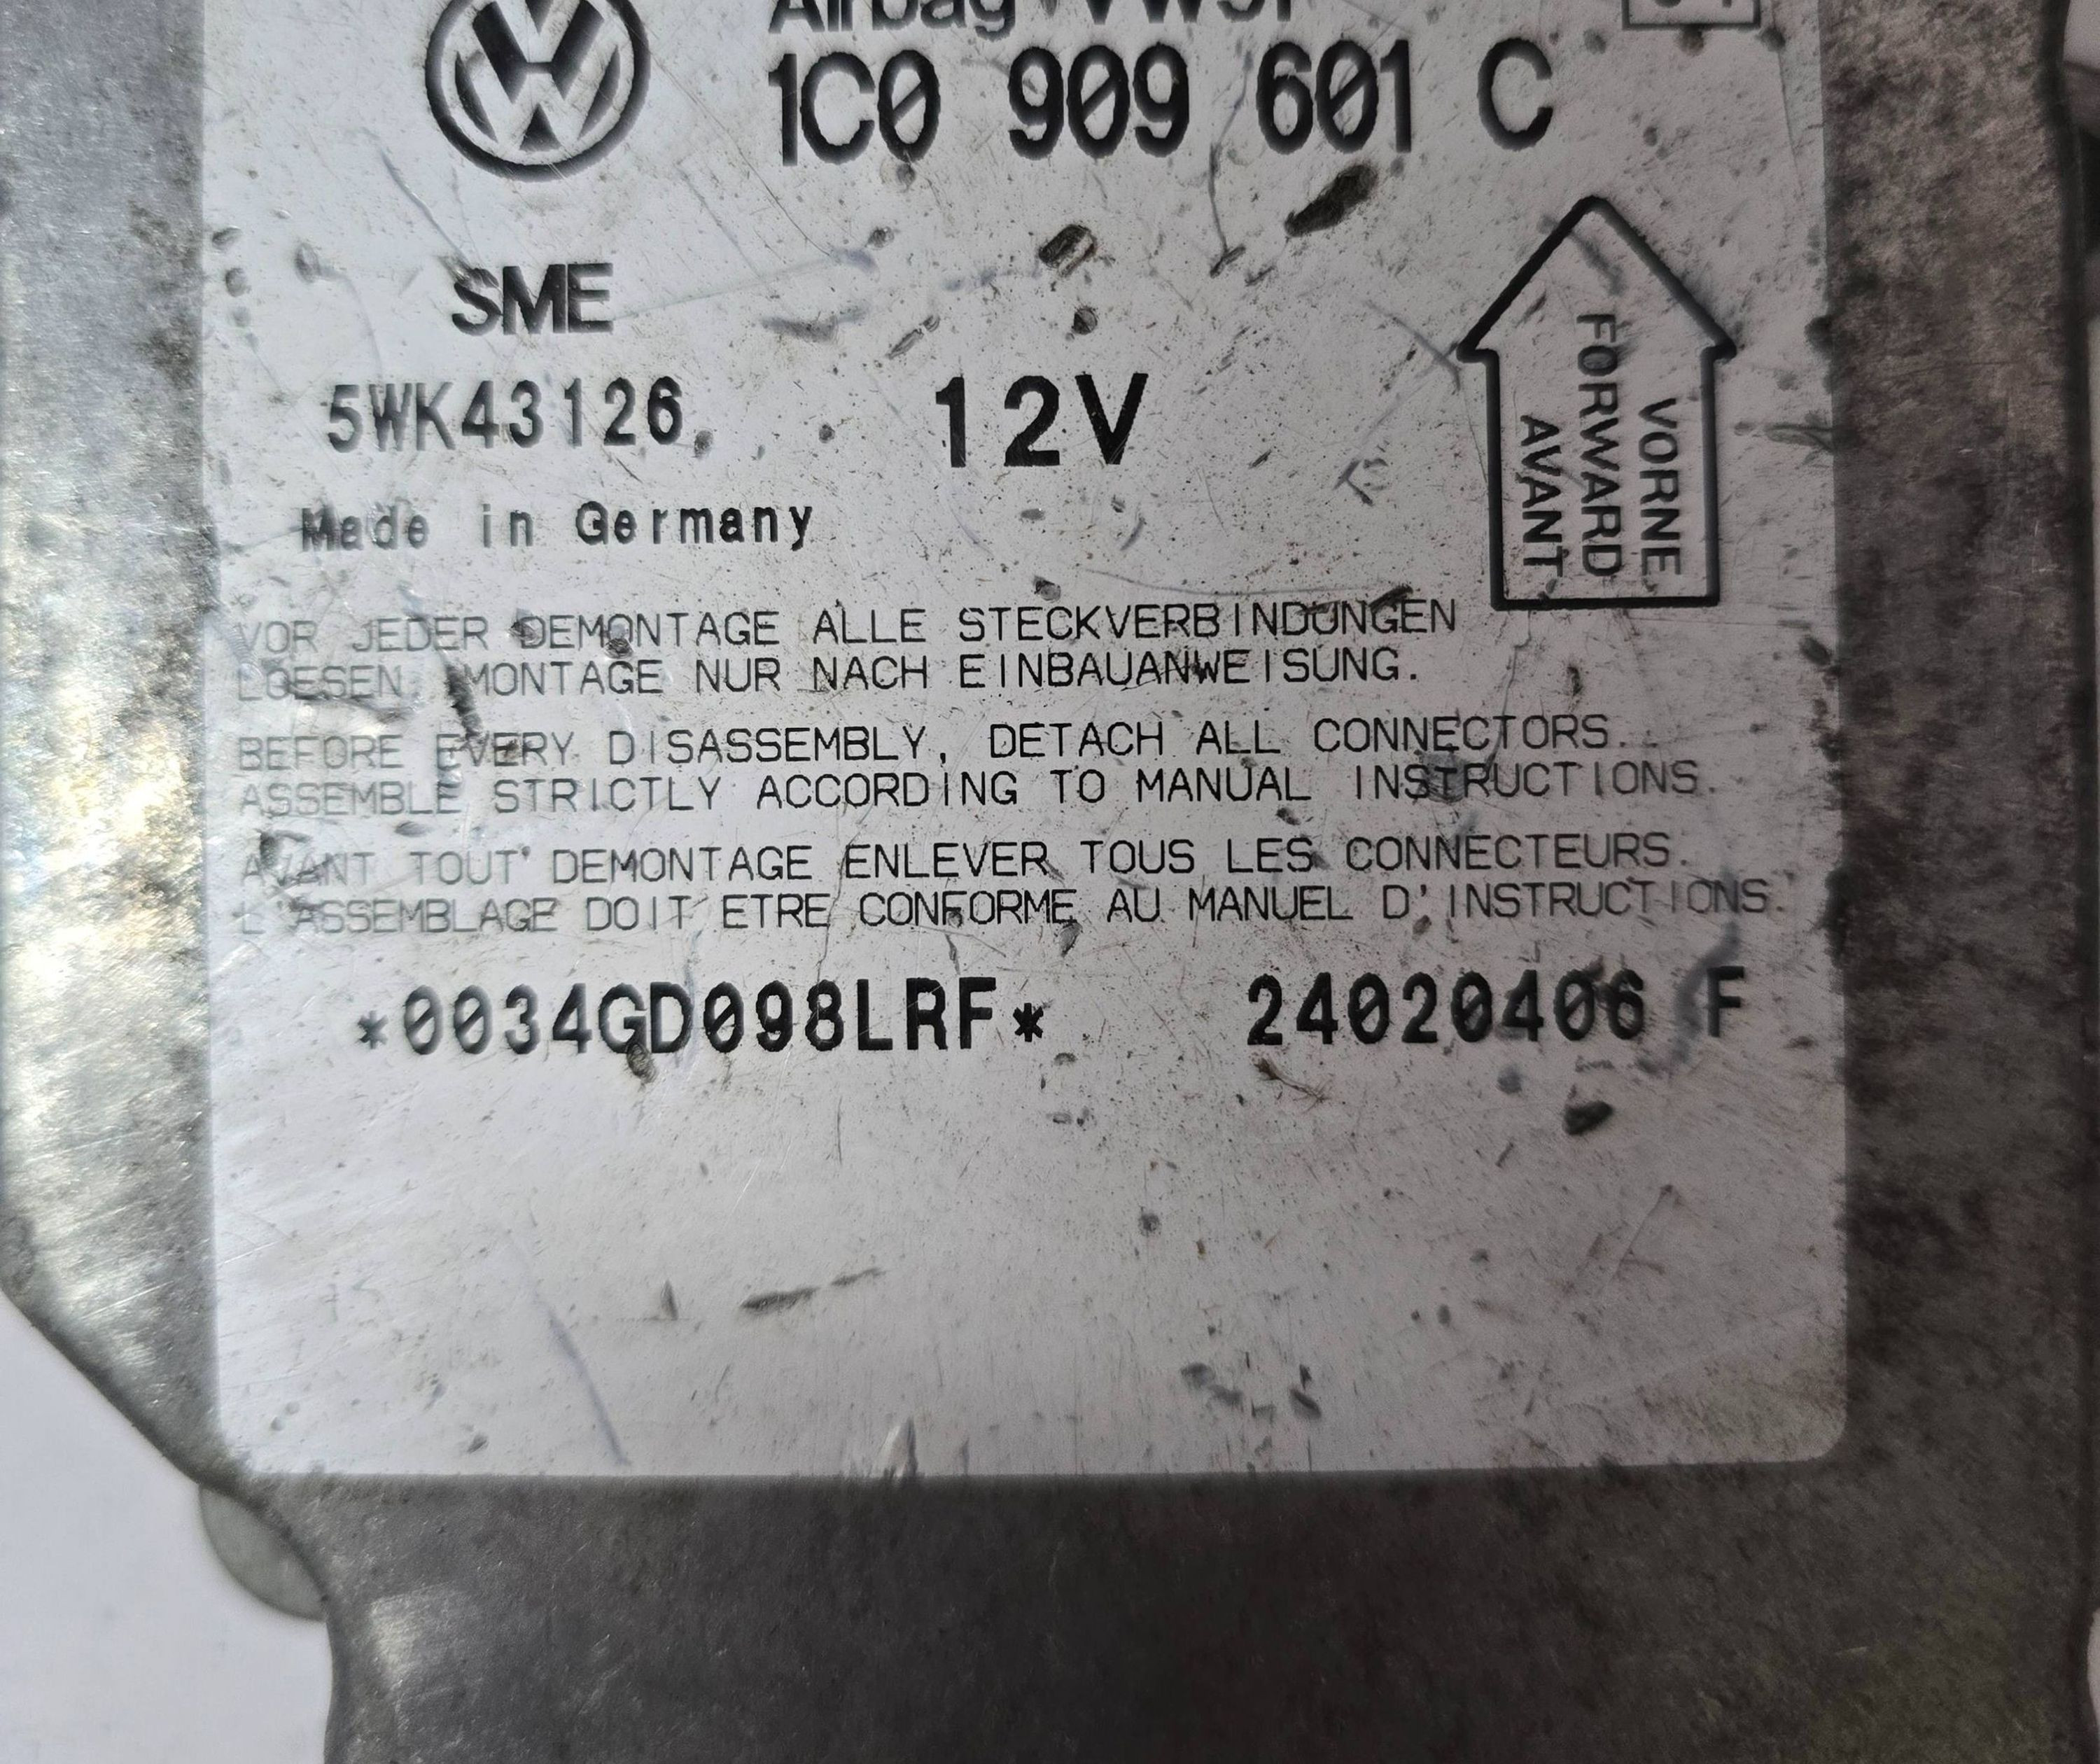 Airbag VW51
1C0 909 601 C
SME
5WK43126
12V
Made in Germany
VORNE
FORWARD
AVANT
VOR JEDER DEMONTAGE ALLE STECKVERBINDUNGEN
LOESEN. MONTAGE NUR NACH EINBAUANWEISUNG.
BEFORE EVERY DISASSEMBLY, DETACH ALL CONNECTORS.
ASSEMBLE STRICTLY ACCORDING TO MANUAL INSTRUCTIONS.
AVANT TOUT DEMONTAGE ENLEVER TOUS LES CONNECTEURS.
L'ASSEMBLAGE DOIT ETRE CONFORME AU MANUEL D'INSTRUCTIONS.
*0034GD098LRF* 24020406 F